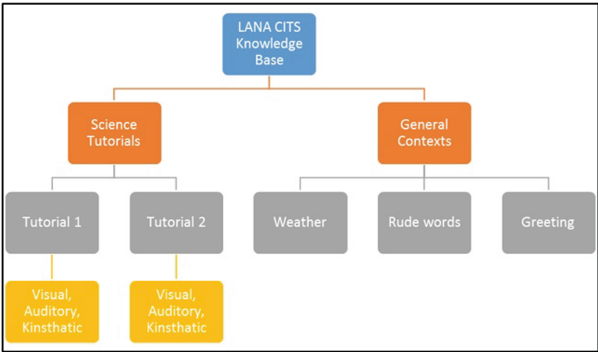 LANA CITS
Knowledge
Base
Science
Tutorials
General
Contexts
Tutorial 1
Tutorial 2
Weather
Rude words
Greeting
Visual,
Auditory,
Kinsthatic
Visual,
Auditory,
Kinsthatic